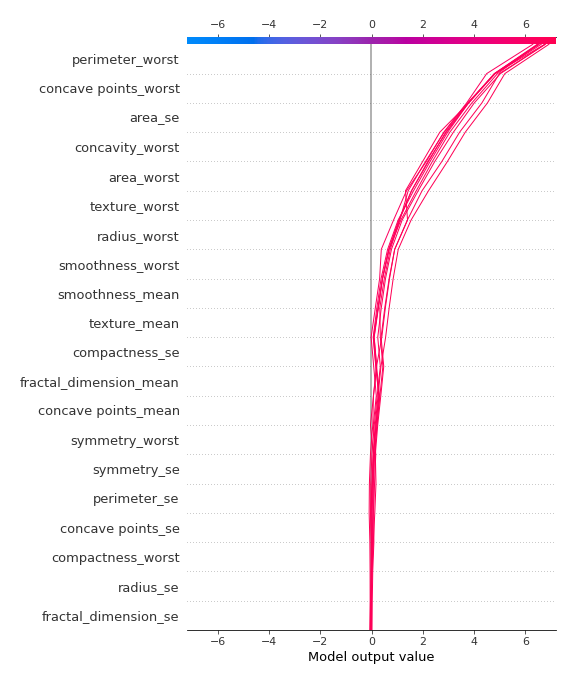 −6 −4 −2 0 2 4 6
perimeter_worst
concave points_worst
area_se
concavity_worst
area_worst
texture_worst
radius_worst
smoothness_worst
smoothness_mean
texture_mean
compactness_se
fractal_dimension_mean
concave points_mean
symmetry_worst
symmetry_se
perimeter_se
concave points_se
compactness_worst
radius_se
fractal_dimension_se
−6 −4 −2 0 2 4 6
Model output value